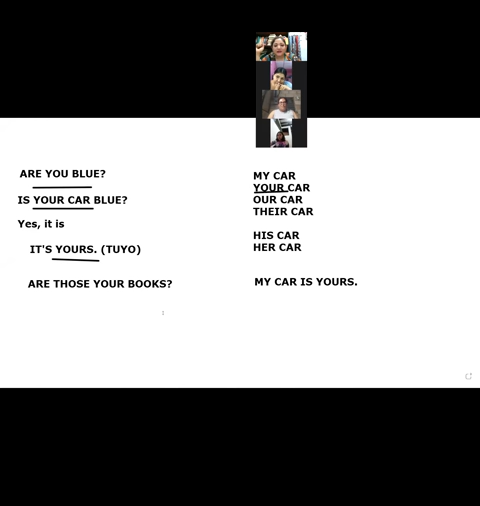 ARE YOU BLUE?
IS YOUR CAR BLUE?
Yes, it is
IT'S YOURS. (TUYO)
ARE THOSE YOUR BOOKS?
MY CAR
YOUR CAR
OUR CAR
THEIR CAR
HIS CAR
HER CAR
MY CAR IS YOURS.